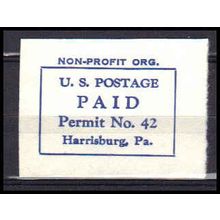 NON-PROFIT ORG.
U. S. POSTAGE
PAID
Permit No. 42
Harrisburg, Pa.